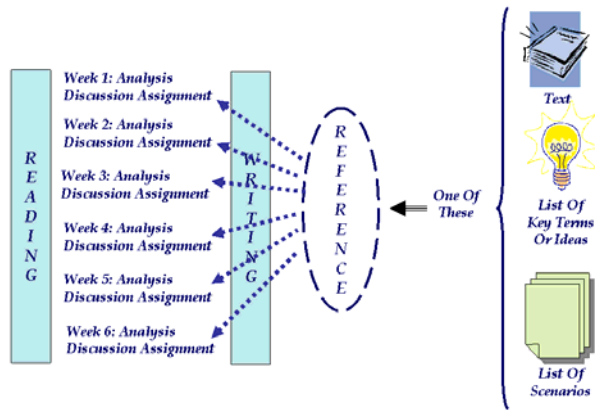 READING
Week 1: Analysis
Discussion Assignment
Week 2: Analysis
Discussion Assignment
Week 3: Analysis
Discussion Assignment
Week 4: Analysis
Discussion Assignment
Week 5: Analysis
Discussion Assignment
Week 6: Analysis
Discussion Assignment
WRITING
REFERENCE
One Of
These
Text
List Of
Key Terms
Or Ideas
List Of
Scenarios